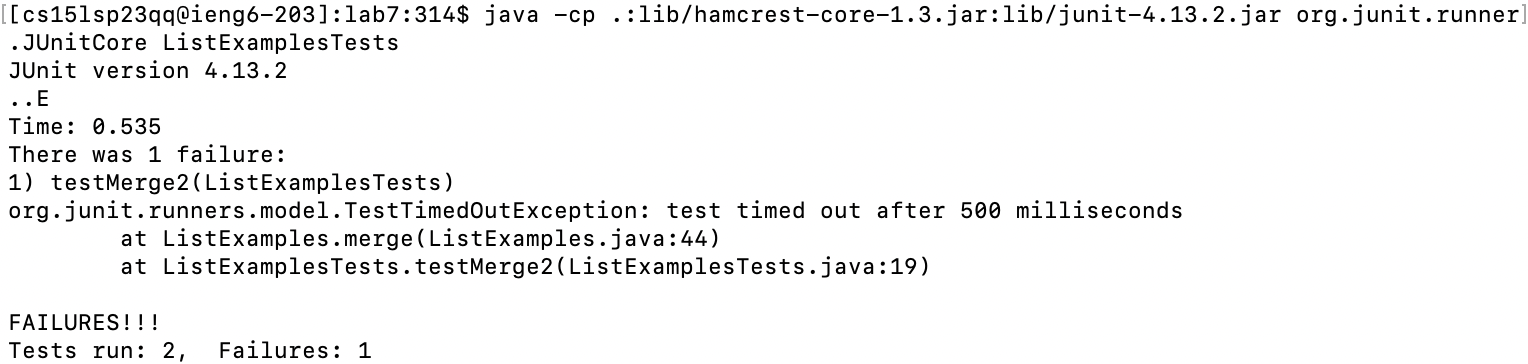 [[cs15lsp23qq@ieng6-203]:lab7:314$ java -cp .:lib/hamcrest-core-1.3.jar:lib/junit-4.13.2.jar org.junit.runner]
.JUnitCore ListExamplesTests
JUnit version 4.13.2
..E
Time: 0.535
There was 1 failure:
1) testMerge2(ListExamplesTests)
org.junit.runners.model.TestTimedOutException: test timed out after 500 milliseconds
        at ListExamples.merge(ListExamples.java:44)
        at ListExamplesTests.testMerge2(ListExamplesTests.java:19)
FAILURES!!!
Tests run: 2,  Failures: 1